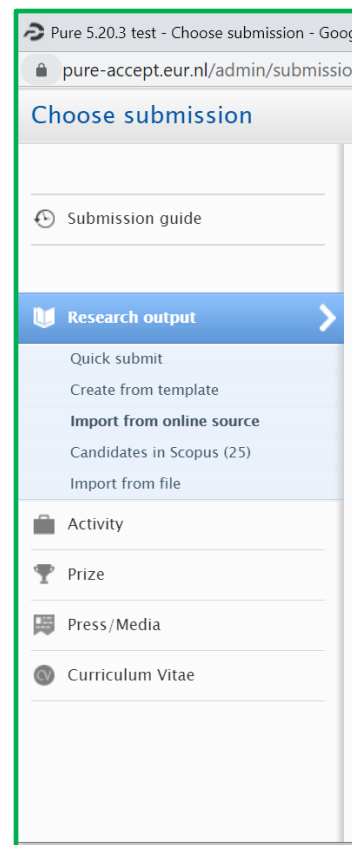 Pure 5.20.3 test - Choose submission - Goog
pure-accept.eur.nl/admin/submissio
Choose submission
Submission guide
Research output
Quick submit
Create from template
Import from online source
Candidates in Scopus (25)
Import from file
Activity
Prize
Press/Media
CV
Curriculum Vitae